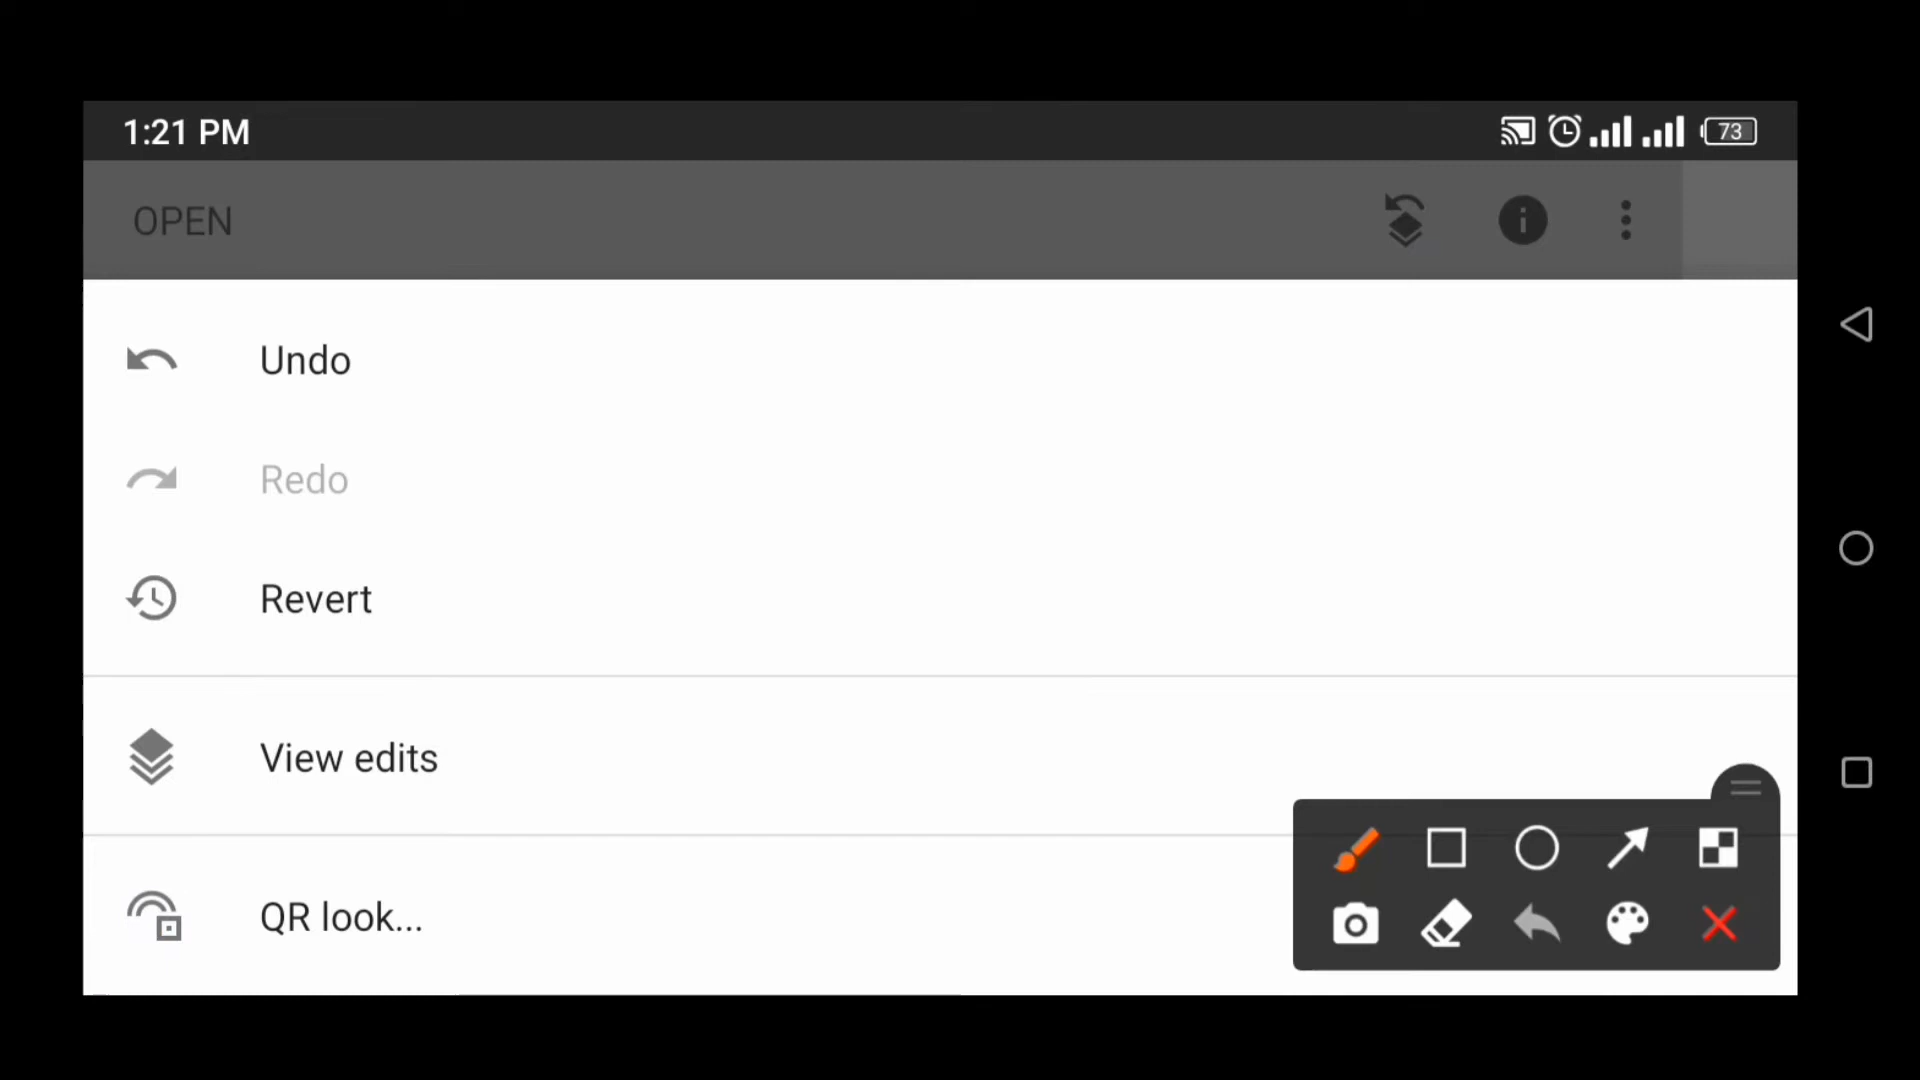 1:21 PM
73
OPEN
Undo
Redo
Revert
View edits
QR look...